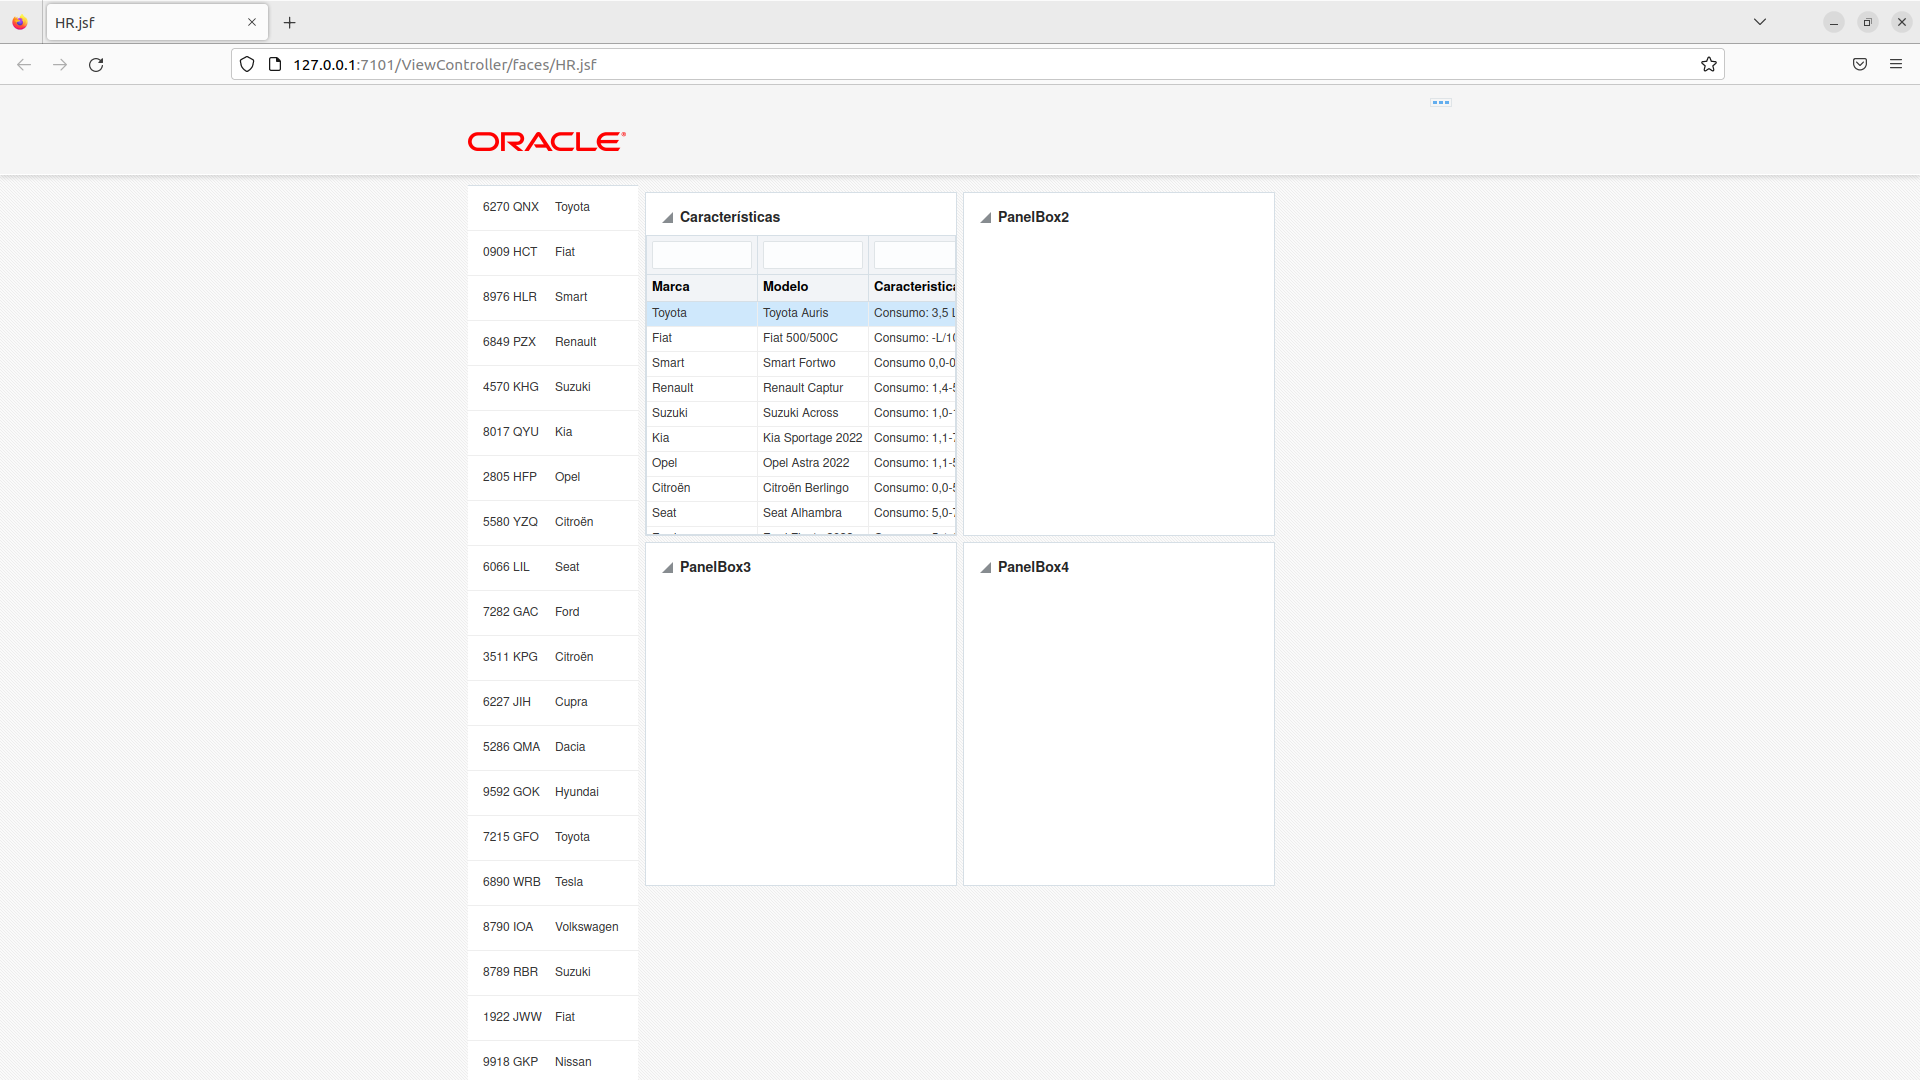 HR.jsf
127.0.0.1:7101/ViewController/faces/HR.jsf
ORACLE
6270 QNX Toyota
0909 HCT Fiat
8976 HLR Smart
6849 PZX Renault
4570 KHG Suzuki
8017 QYU Kia
2805 HFP Opel
5580 YZQ Citroën
6066 LIL Seat
7282 GAC Ford
3511 KPG Citroën
6227 JIH Cupra
5286 QMA Dacia
9592 GOK Hyundai
7215 GFO Toyota
6890 WRB Tesla
8790 IOA Volkswagen
8789 RBR Suzuki
1922 JWW Fiat
9918 GKP Nissan
Características
Marca Modelo Caracteristica
Toyota Toyota Auris Consumo: 3,5 L
Fiat Fiat 500/500C Consumo: -L/10
Smart Smart Fortwo Consumo 0,0-0
Renault Renault Captur Consumo: 1,4-5
Suzuki Suzuki Across Consumo: 1,0-
Kia Kia Sportage 2022 Consumo: 1,1-7
Opel Opel Astra 2022 Consumo: 1,1-5
Citroën Citroën Berlingo Consumo: 0,0-5
Seat Seat Alhambra Consumo: 5,0-7
PanelBox2
PanelBox3
PanelBox4